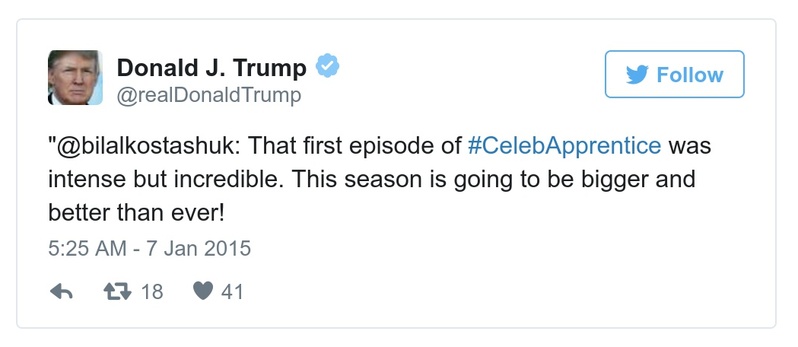 Donald J. Trump
@realDonaldTrump
Follow
"@bilalkostashuk: That first episode of #CelebApprentice was
intense but incredible. This season is going to be bigger and
better than ever!
5:25 AM - 7 Jan 2015
18 41